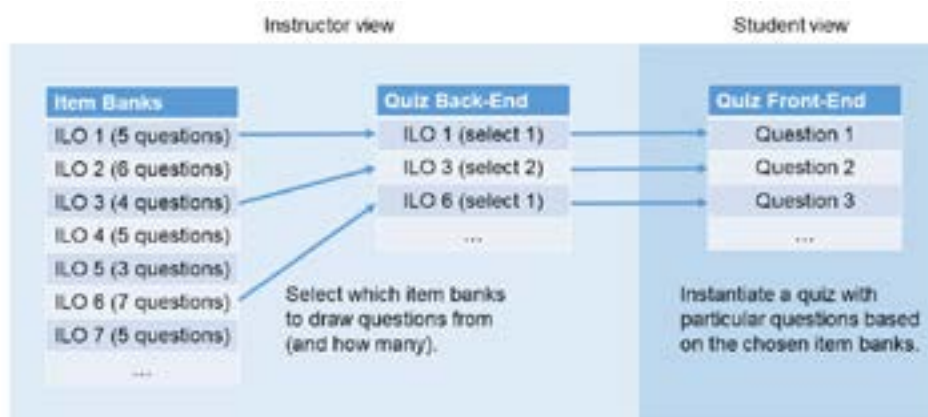 Instructor view
Student view
Item Banks
ILO 1 (5 questions)
ILO 2 (6 questions)
ILO 3 (4 questions)
ILO 4 (5 questions)
ILO 5 (3 questions)
ILO 6 (7 questions)
ILO 7 (5 questions)
...
Quiz Back-End
ILO 1 (select 1)
ILO 3 (select 2)
ILO 6 (select 1)
...
Select which item banks
to draw questions from
(and how many).
Quiz Front-End
Question 1
Question 2
Question 3
...
Instantiate a quiz with
particular questions based
on the chosen item banks.